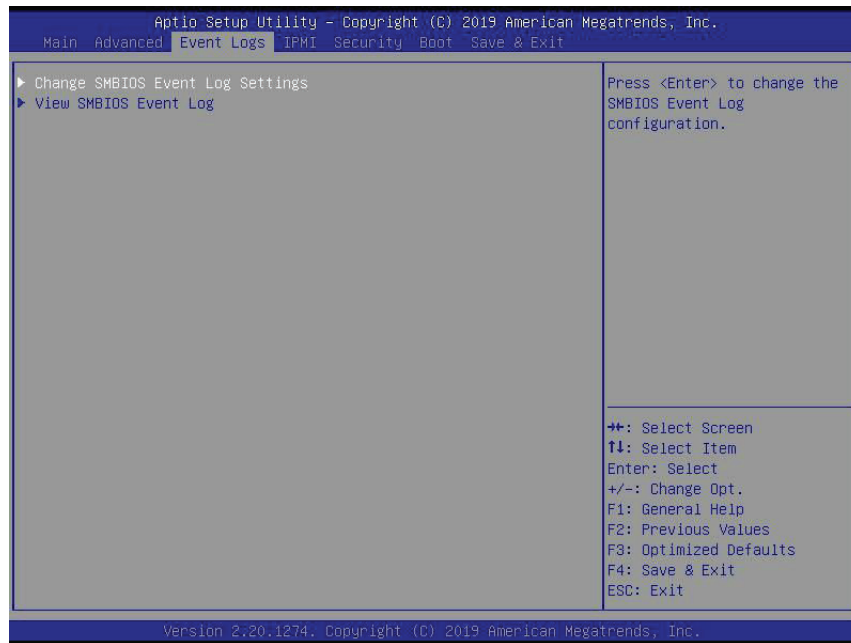 Aptio Setup Utility – Copyright (C) 2019 American Megatrends, Inc.
Main Advanced Event Logs IPMI Security Boot Save & Exit
▶ Change SMBIOS Event Log Settings
▶ View SMBIOS Event Log
Press <Enter> to change the
SMBIOS Event Log
configuration.
→←: Select Screen
↑↓: Select Item
Enter: Select
+/-: Change Opt.
F1: General Help
F2: Previous Values
F3: Optimized Defaults
F4: Save & Exit
ESC: Exit
Version 2.20.1274. Copyright (C) 2019 American Megatrends, Inc.